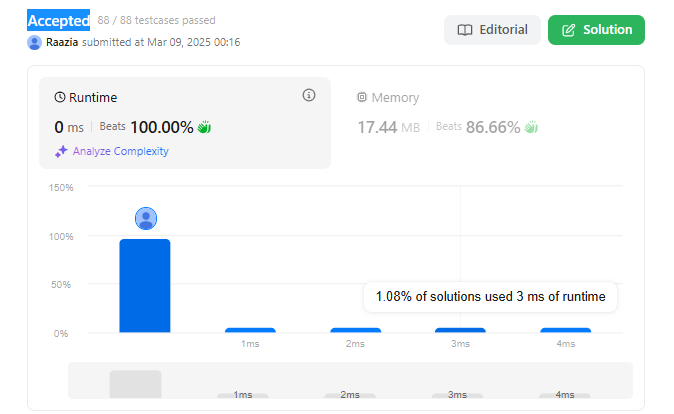 Accepted 88 / 88 testcases passed
Raazia submitted at Mar 09, 2025 00:16
Editorial
Solution
Runtime
0 ms Beats 100.00%
Analyze Complexity
Memory
17.44 MB Beats 86.66%
150%
100%
50%
0%
1.08% of solutions used 3 ms of runtime
1ms 2ms 3ms 4ms
1ms 2ms 3ms 4ms